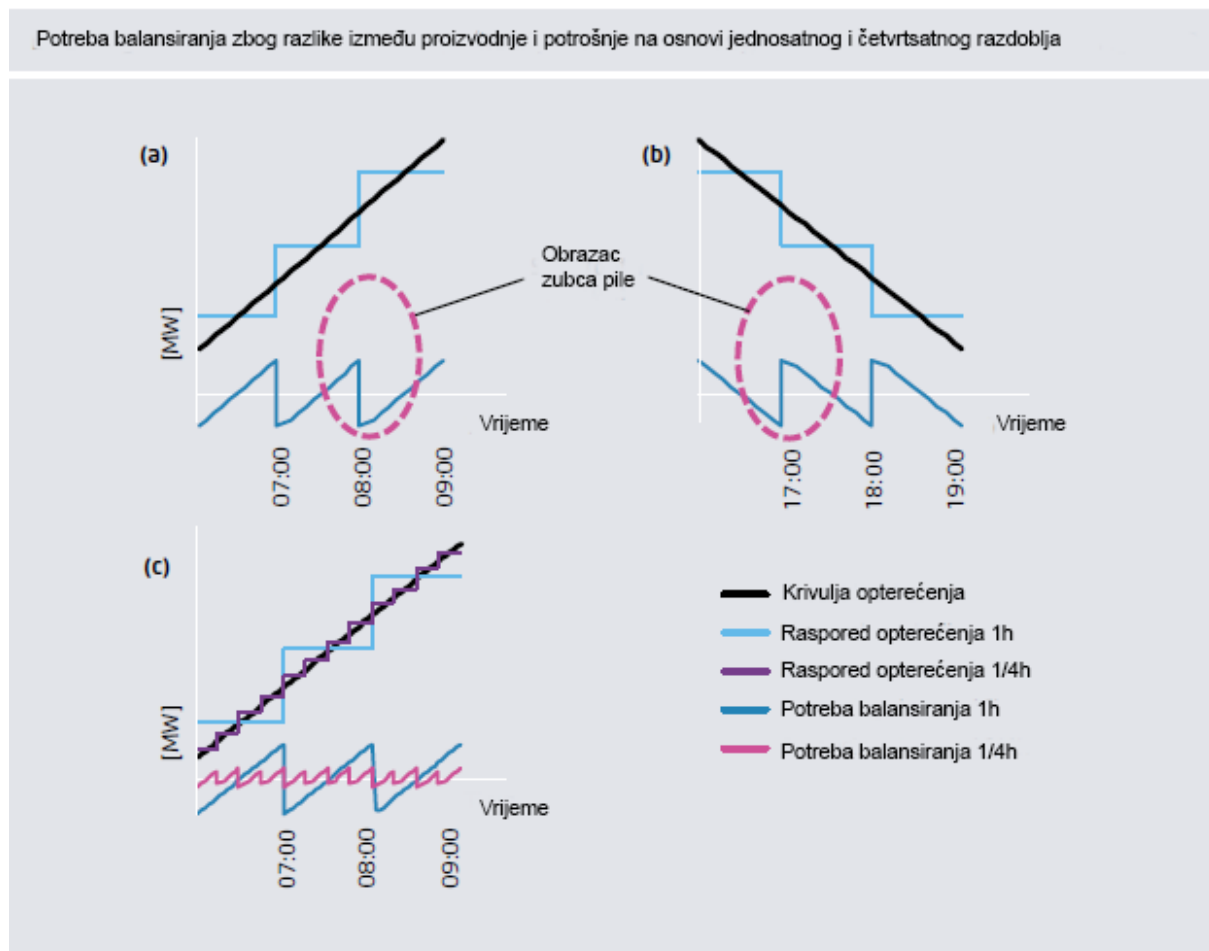 Potreba balansiranja zbog razlike između proizvodnje i potrošnje na osnovi jednosatnog i četvrtsatnog razdoblja
(a)
[MW]
Vrijeme
07:00
08:00
09:00
Obrazac
zubca pile
(b)
Vrijeme
17:00
18:00
19:00
(c)
[MW]
Vrijeme
07:00
08:00
09:00
Krivulja opterećenja
Raspored opterećenja 1h
Raspored opterećenja 1/4h
Potreba balansiranja 1h
Potreba balansiranja 1/4h